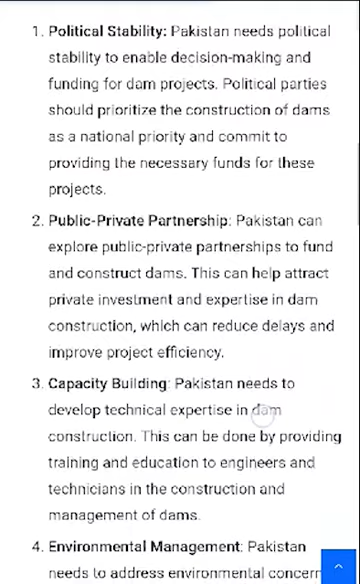 1. Political Stability: Pakistan needs political
stability to enable decision-making and
funding for dam projects. Political parties
should prioritize the construction of dams
as a national priority and commit to
providing the necessary funds for these
projects.
2. Public-Private Partnership: Pakistan can
explore public-private partnerships to fund
and construct dams. This can help attract
private investment and expertise in dam
construction, which can reduce delays and
improve project efficiency.
3. Capacity Building: Pakistan needs to
develop technical expertise in dam
construction. This can be done by providing
training and education to engineers and
technicians in the construction and
management of dams.
4. Environmental Management: Pakistan
needs to address environmental concern